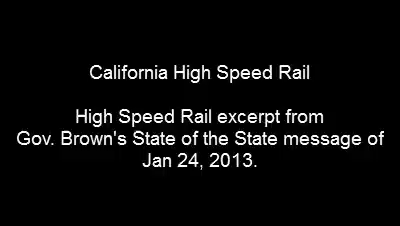 California High Speed Rail
High Speed Rail excerpt from
Gov. Brown's State of the State message of
Jan 24, 2013.